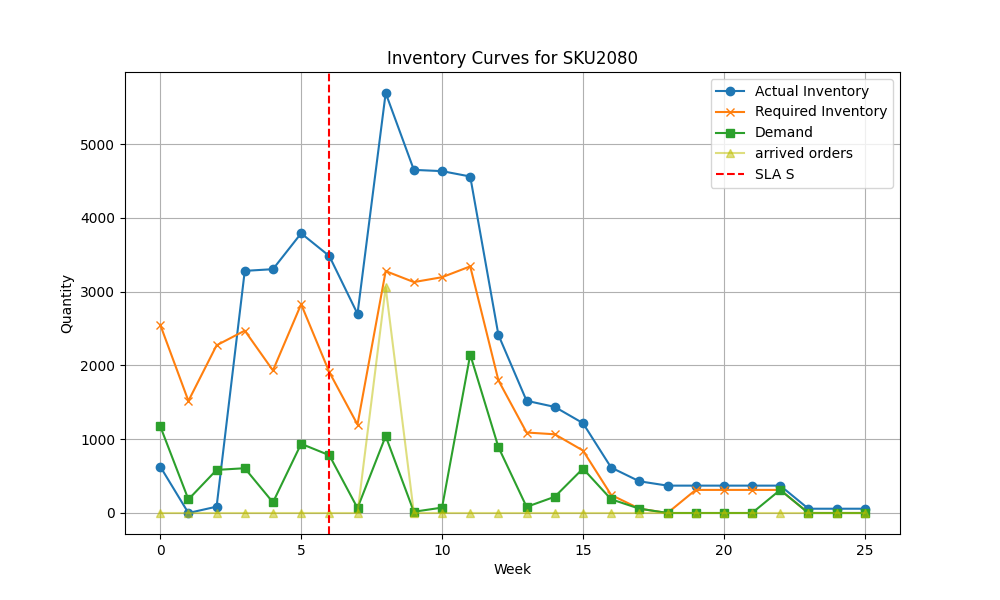 Inventory Curves for SKU2080
Actual Inventory
Required Inventory
Demand
arrived orders
SLA S
Quantity
5000
4000
3000
2000
1000
0
0 5 10 15 20 25
Week